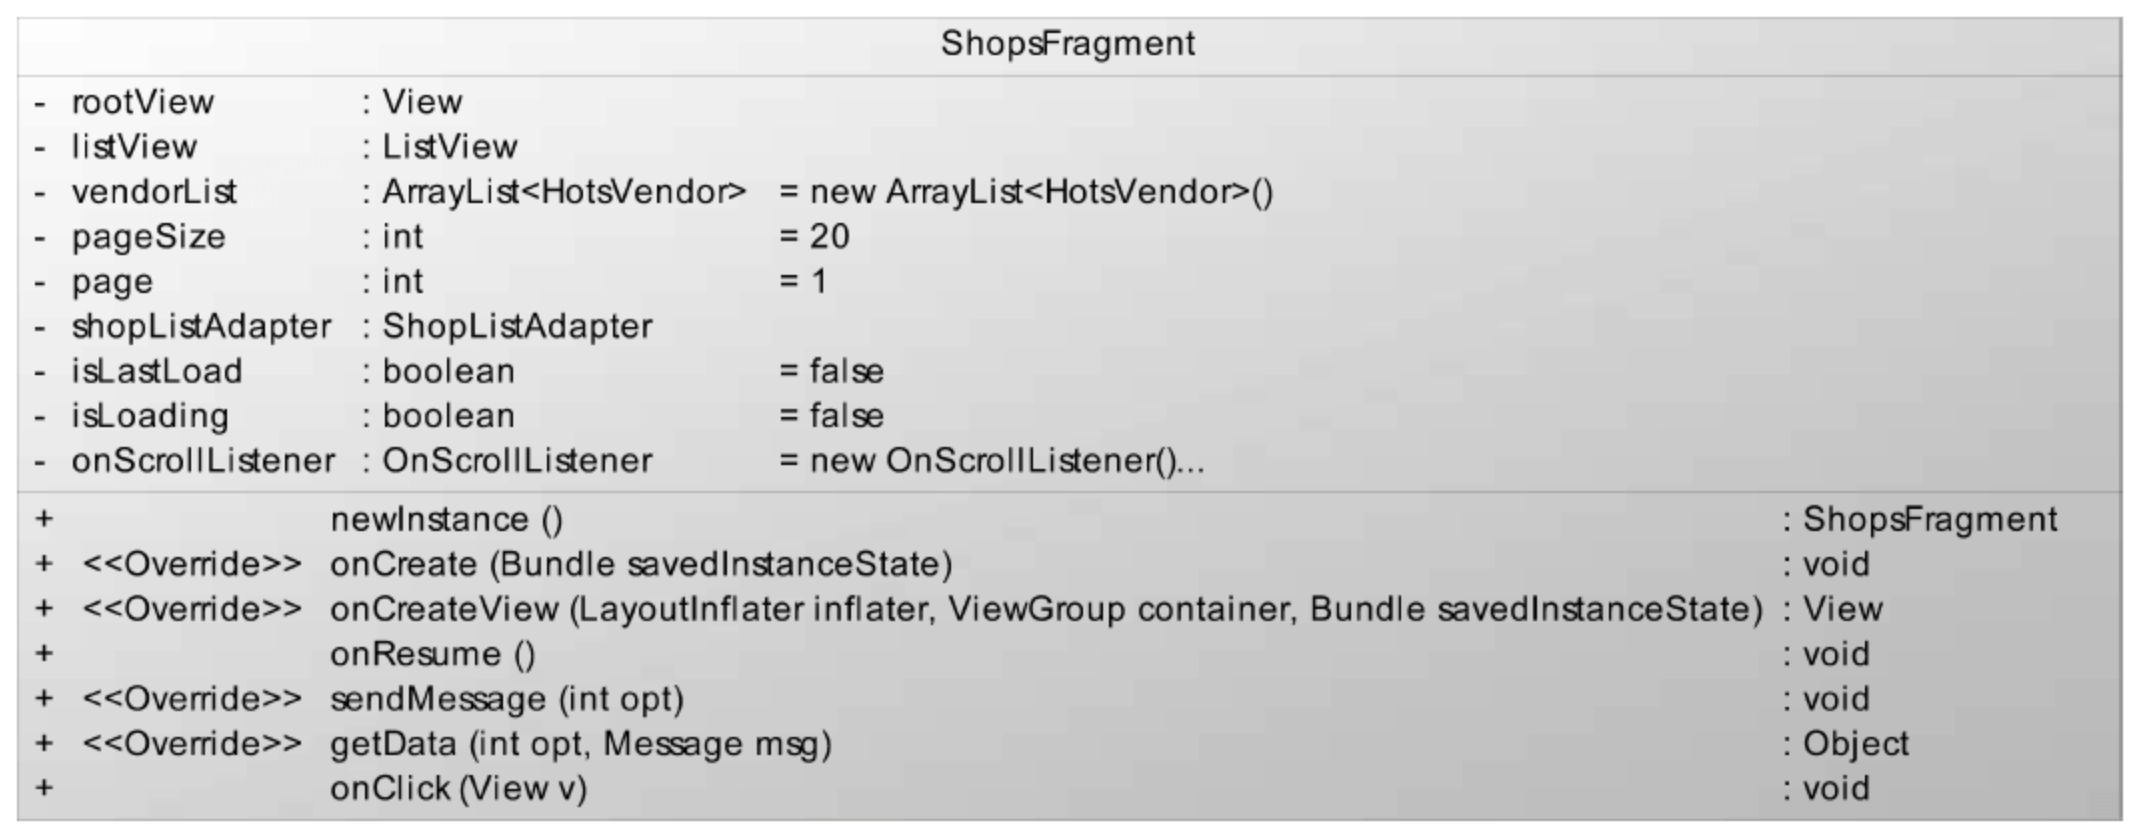 ShopsFragment
- rootView : View
- listView : ListView
- vendorList : ArrayList<HotsVendor> = new ArrayList<HotsVendor>()
- pageSize : int = 20
- page : int = 1
- shopListAdapter : ShopListAdapter
- isLastLoad : boolean = false
- isLoading : boolean = false
- onScrollListener : OnScrollListener = new OnScrollListener()...
+ newInstance () : ShopsFragment
+ <<Override>> onCreate (Bundle savedInstanceState) : void
+ <<Override>> onCreateView (LayoutInflater inflater, ViewGroup container, Bundle savedInstanceState) : View
+ onResume () : void
+ <<Override>> sendMessage (int opt) : void
+ <<Override>> getData (int opt, Message msg) : Object
+ onClick (View v) : void